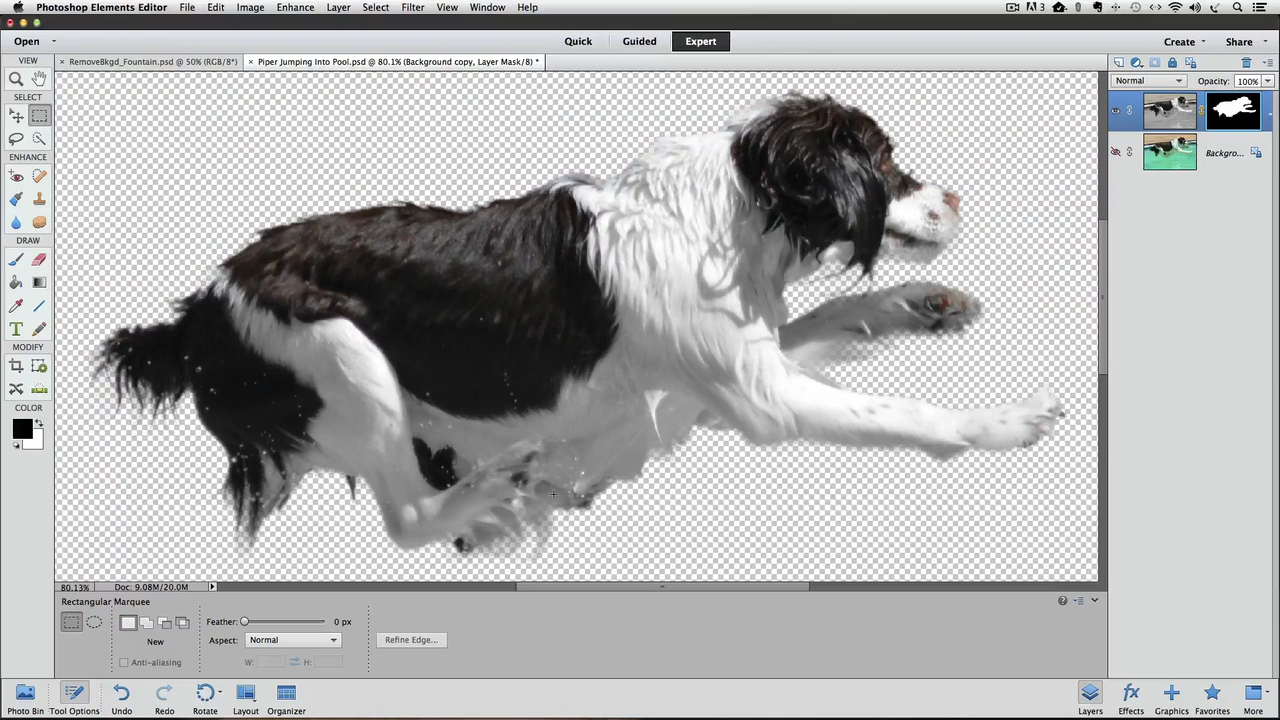 Photoshop Elements Editor File Edit Image Enhance Layer Select Filter View Window Help
3
Open Quick Guided Expert Create Share
VIEW
× RemoveBkgd_Fountain.psd @ 50% (RGB/8*) × Piper Jumping Into Pool.psd @ 80.1% (Background copy, Layer Mask/8) *
Normal Opacity: 100%
SELECT
ENHANCE
Backgro...
DRAW
T
MODIFY
COLOR
80.13% Doc: 9.08M/20.0M
Rectangular Marquee
New
Feather: 0 px
Aspect: Normal
Refine Edge...
Anti-aliasing
W: H:
Photo Bin Tool Options Undo Redo Rotate Layout Organizer
fx
Layers Effects Graphics Favorites More